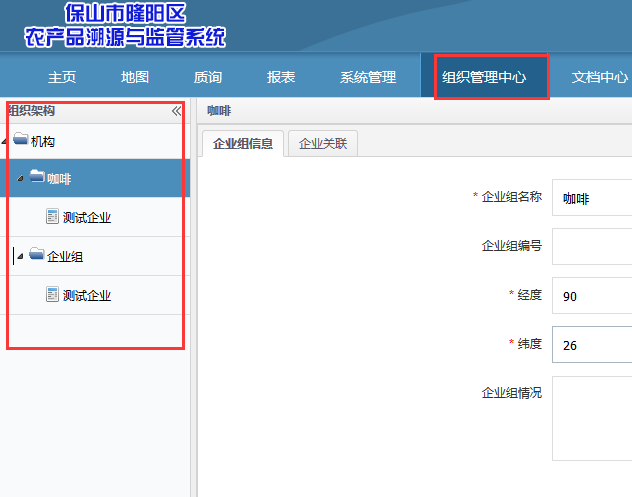 保山市隆阳区
农产品溯源与监管系统
主页 地图 质询 报表 系统管理 组织管理中心 文档中心
组织架构
机构
咖啡
测试企业
企业组
测试企业
咖啡
企业组信息 企业关联
* 企业组名称 咖啡
企业组编号
* 经度 90
* 纬度 26
企业组情况